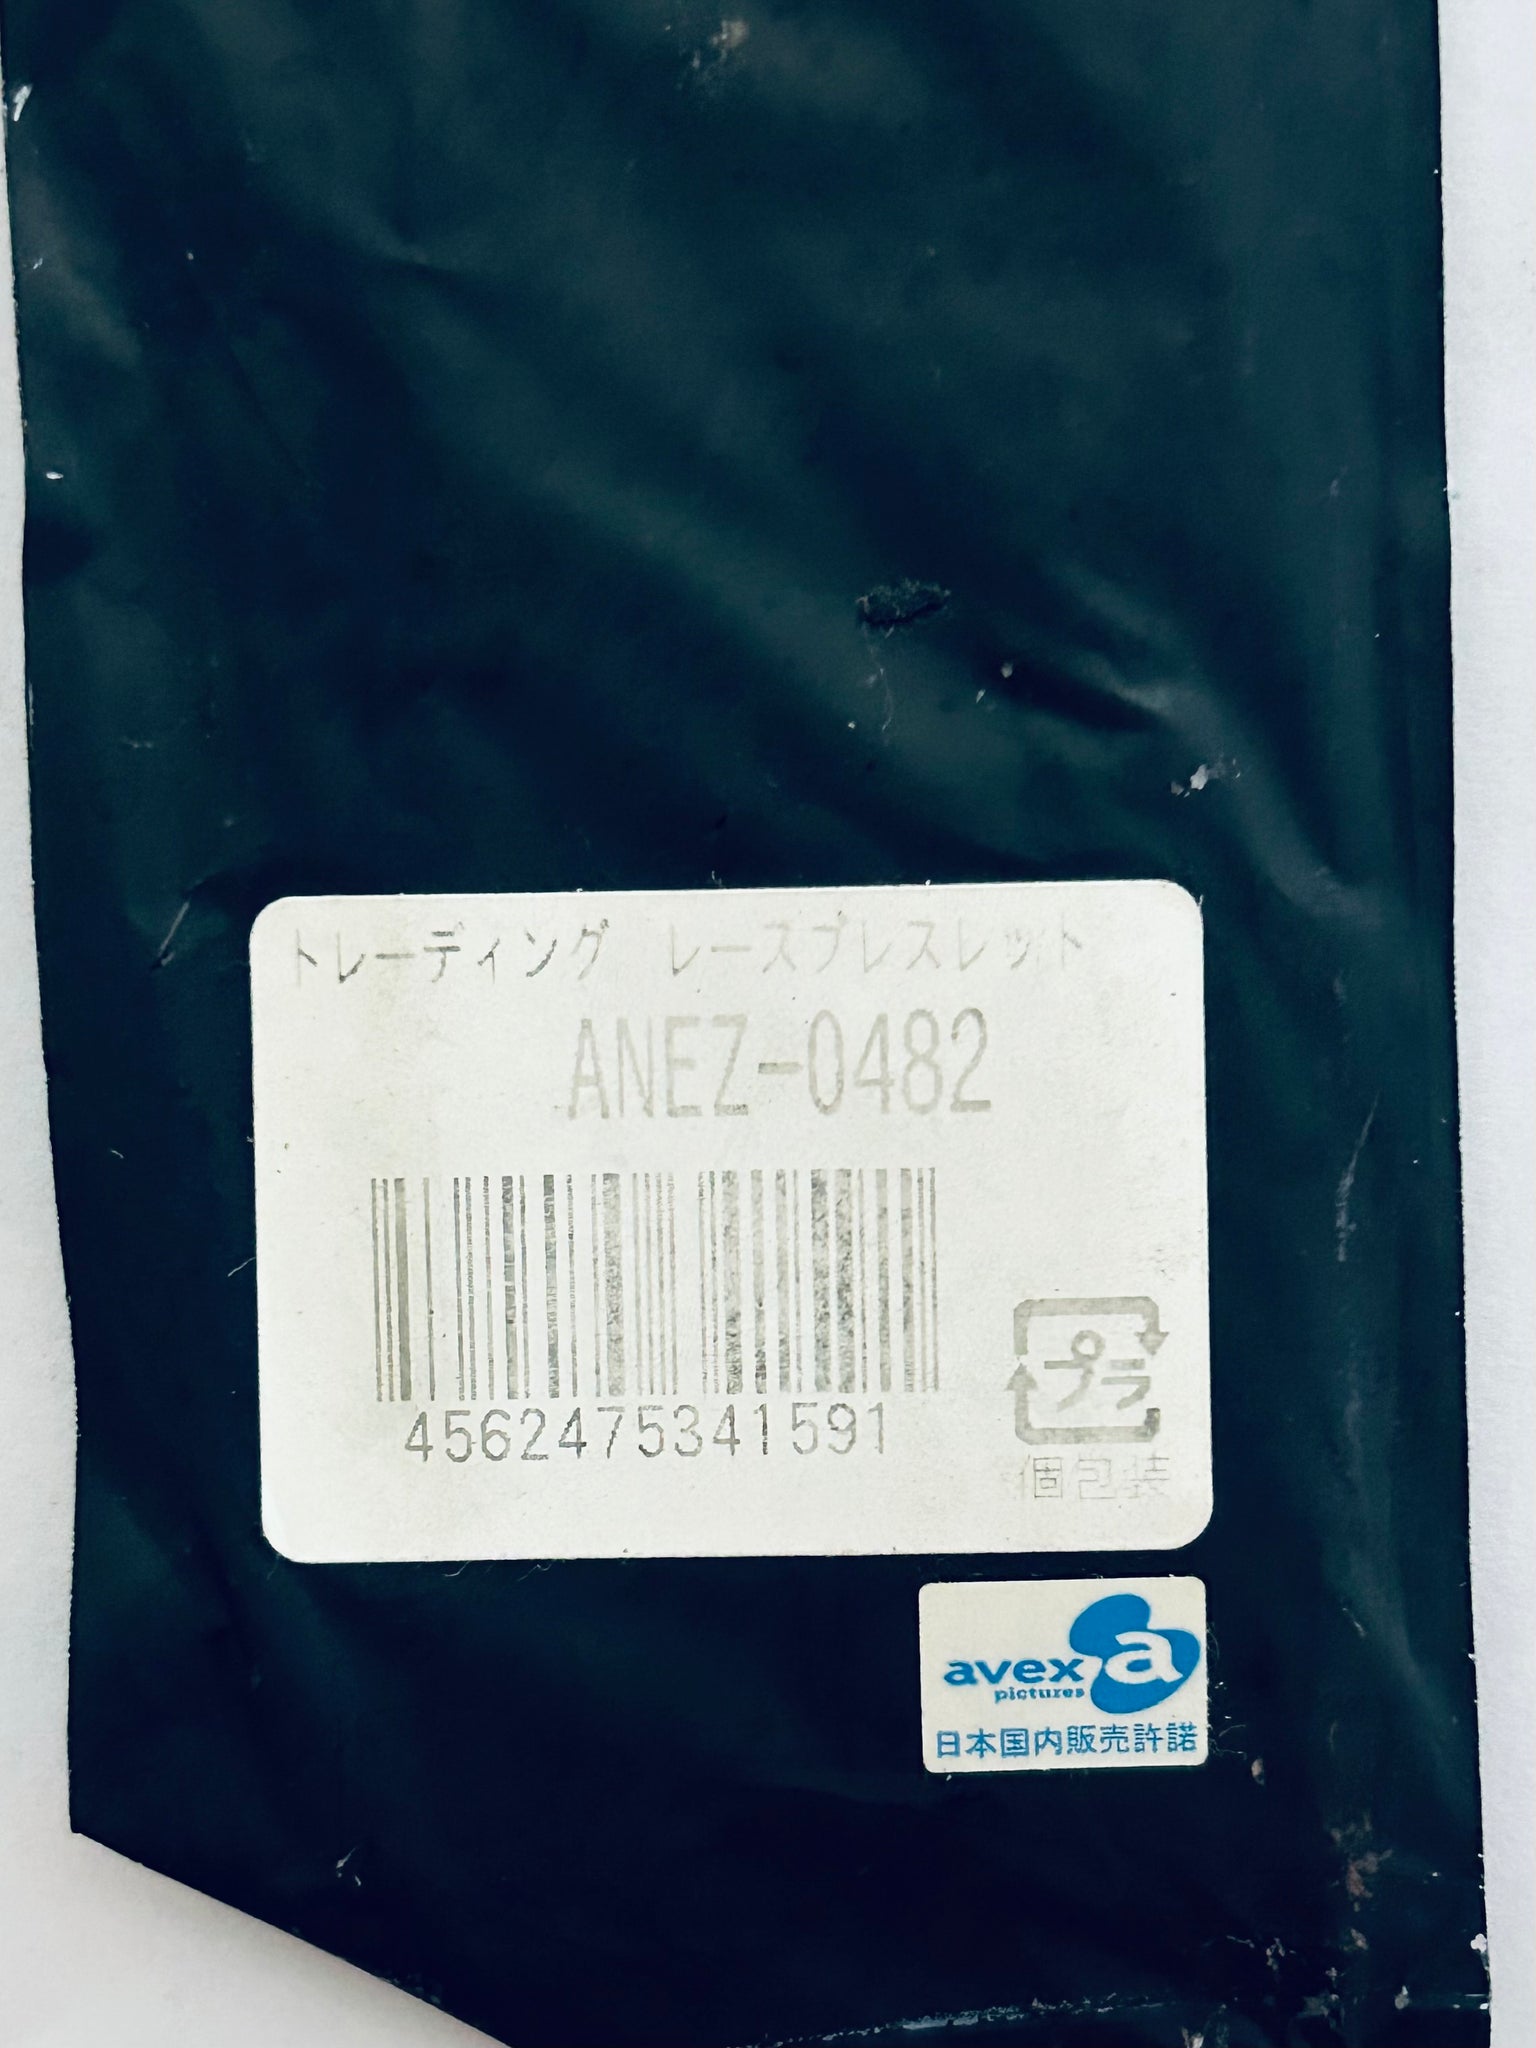 トレーディング　レースブレスレット
ANEZ-0482
4562475341591
プラ
個包装
avex
pictures
a
日本国内販売許諾